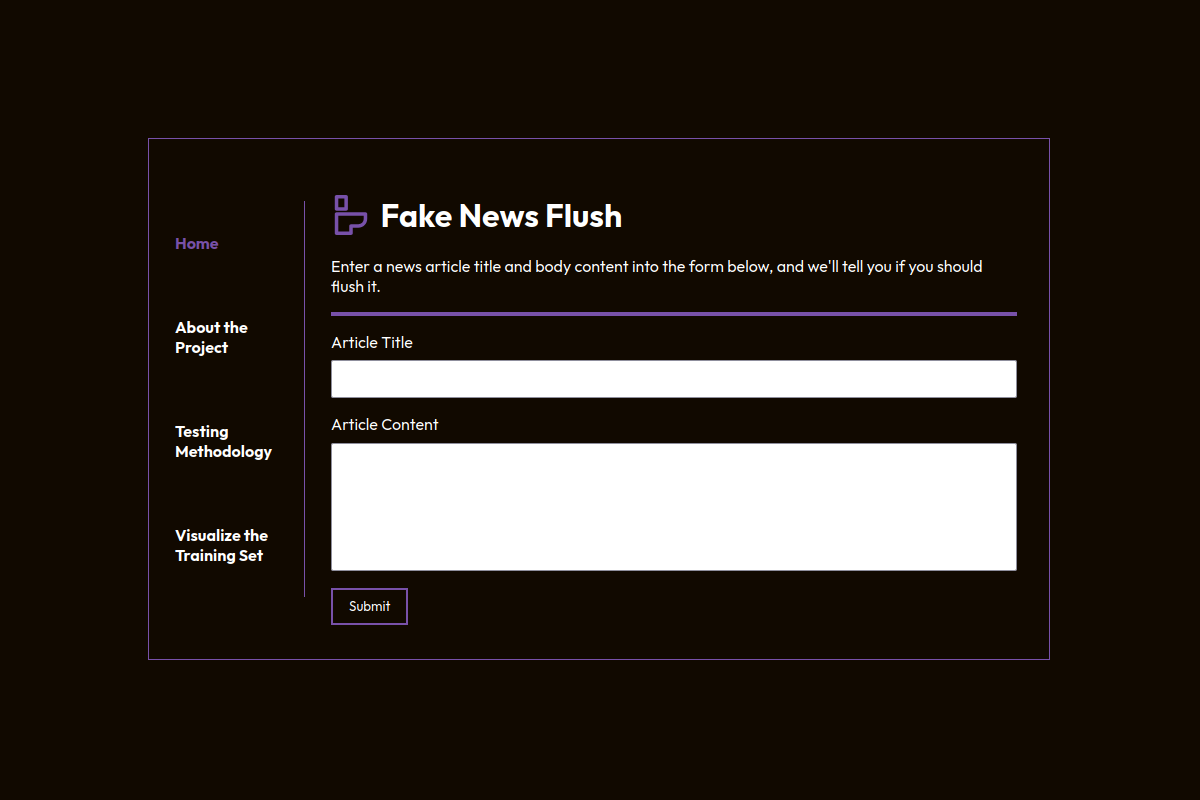 Home
About the
Project
Testing
Methodology
Visualize the
Training Set
Fake News Flush
Enter a news article title and body content into the form below, and we'll tell you if you should
flush it.
Article Title
Article Content
Submit